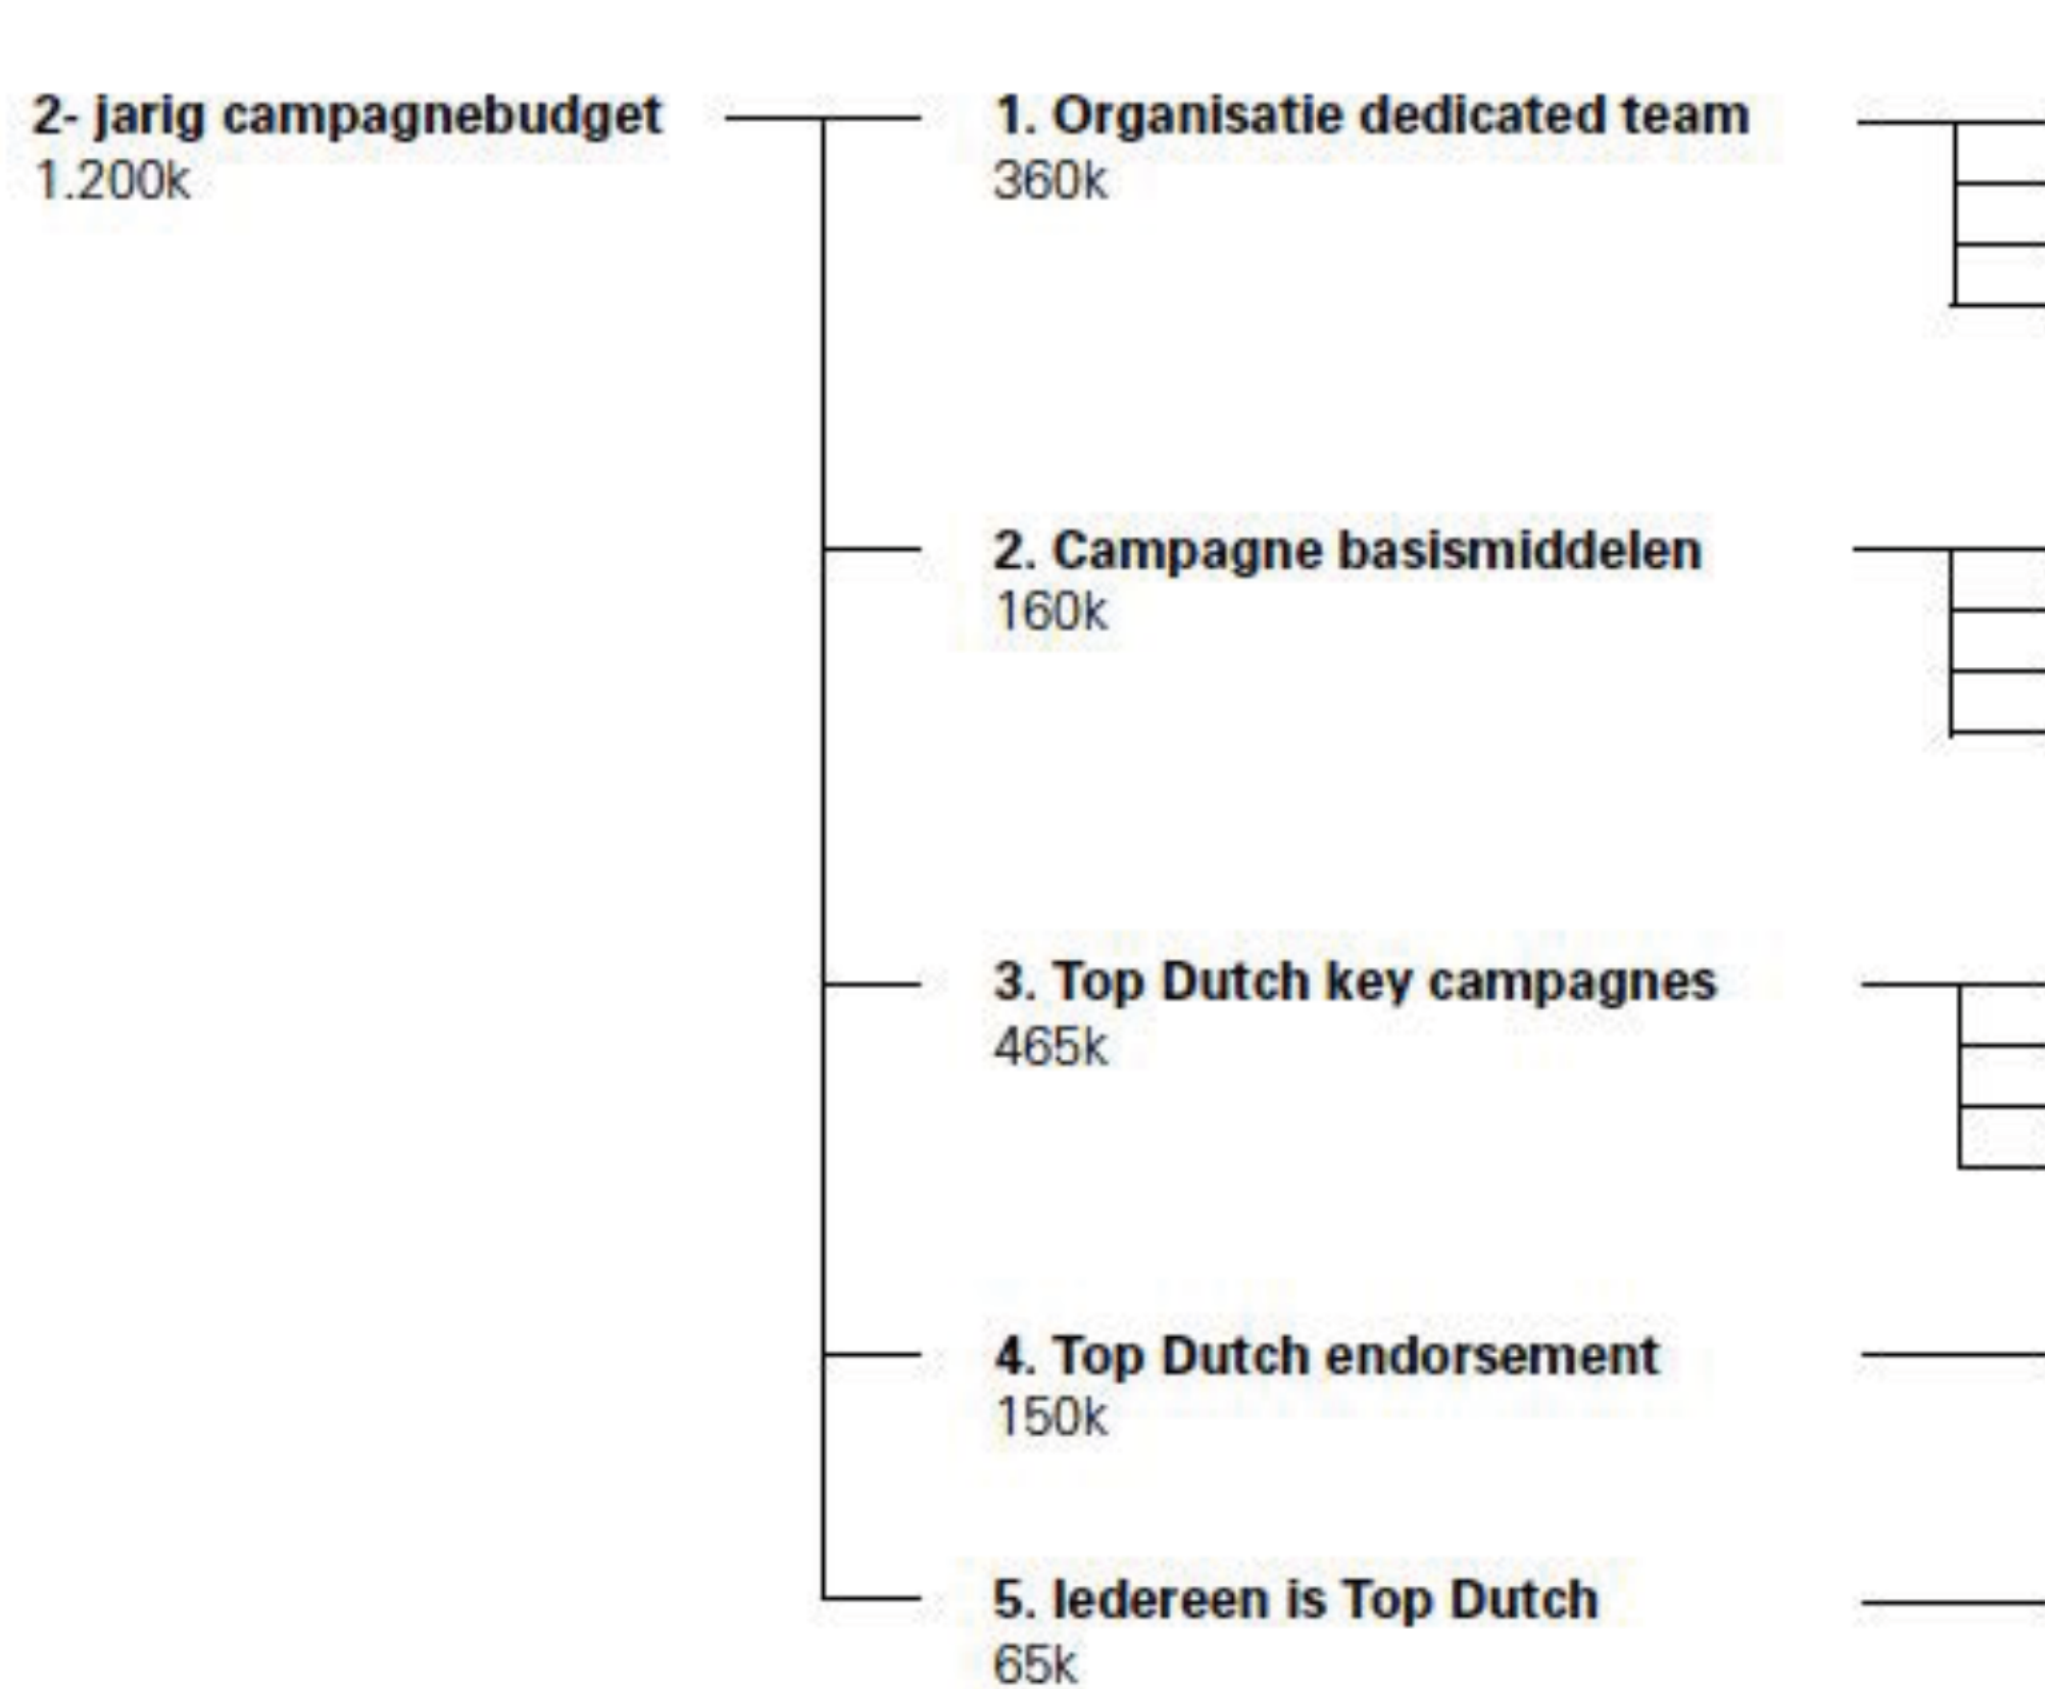 2- jarig campagnebudget
1.200k
1. Organisatie dedicated team
360k
2. Campagne basismiddelen
160k
3. Top Dutch key campagnes
465k
4. Top Dutch endorsement
150k
5. Iedereen is Top Dutch
65k